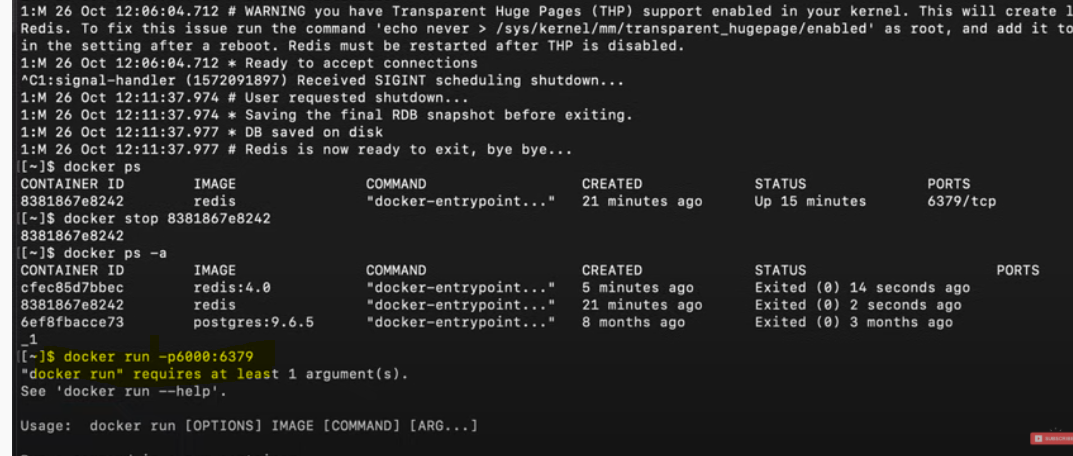 1:M 26 Oct 12:06:04.712 # WARNING you have Transparent Huge Pages (THP) support enabled in your kernel. This will create l
Redis. To fix this issue run the command 'echo never > /sys/kernel/mm/transparent_hugepage/enabled' as root, and add it to
in the setting after a reboot. Redis must be restarted after THP is disabled.
1:M 26 Oct 12:06:04.712 * Ready to accept connections
^C1:signal-handler (1572091897) Received SIGINT scheduling shutdown...
1:M 26 Oct 12:11:37.974 # User requested shutdown...
1:M 26 Oct 12:11:37.974 * Saving the final RDB snapshot before exiting.
1:M 26 Oct 12:11:37.977 * DB saved on disk
1:M 26 Oct 12:11:37.977 # Redis is now ready to exit, bye bye...
[[~]$ docker ps
CONTAINER ID IMAGE COMMAND CREATED STATUS PORTS
8381867e8242 redis "docker-entrypoint..." 21 minutes ago Up 15 minutes 6379/tcp
[[~]$ docker stop 8381867e8242
8381867e8242
[[~]$ docker ps -a
CONTAINER ID IMAGE COMMAND CREATED STATUS PORTS
cfec85d7bbec redis:4.0 "docker-entrypoint..." 5 minutes ago Exited (0) 14 seconds ago
8381867e8242 redis "docker-entrypoint..." 21 minutes ago Exited (0) 2 seconds ago
6ef8fbacce73 postgres:9.6.5 "docker-entrypoint..." 8 months ago Exited (0) 3 months ago
_1
[[~]$ docker run -p6000:6379
"docker run" requires at least 1 argument(s).
See 'docker run --help'.
Usage: docker run [OPTIONS] IMAGE [COMMAND] [ARG...]
SUBSCRIBE